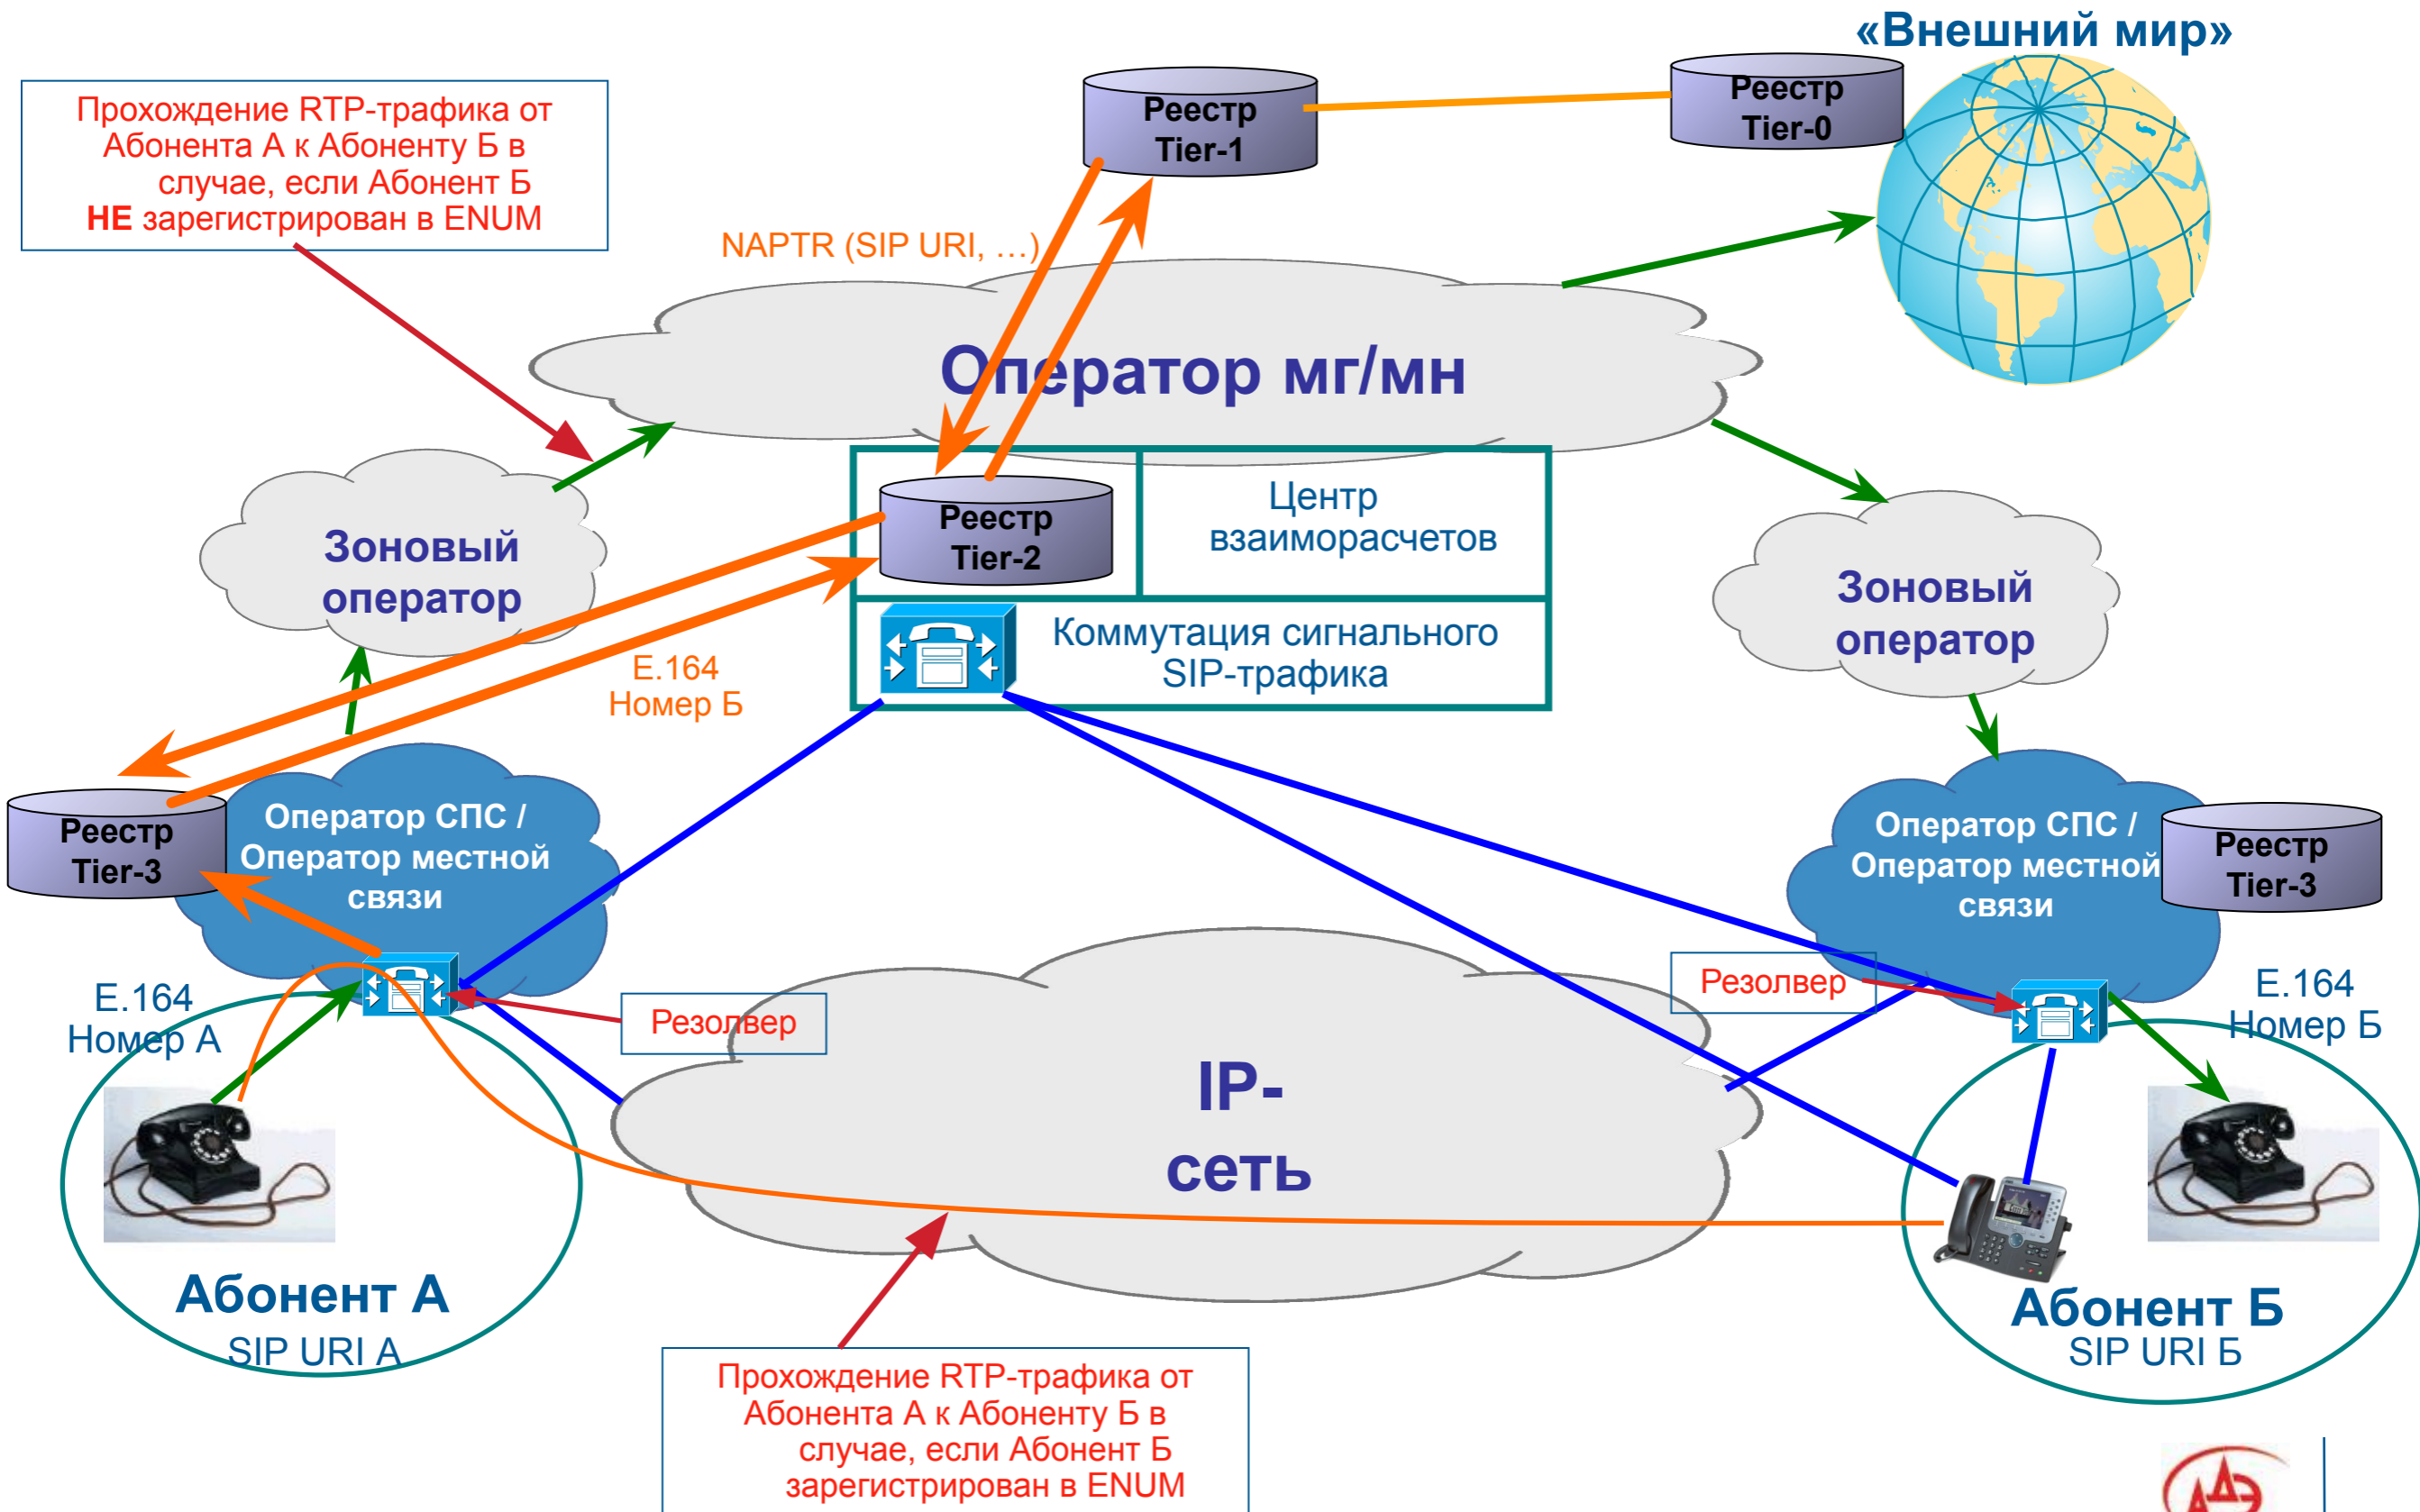 «Внешний мир»
Реестр
Tier-1
Реестр
Tier-0
Прохождение RTP-трафика от
Абонента А к Абоненту Б в
случае, если Абонент Б
НЕ зарегистрирован в ENUM
NAPTR (SIP URI, …)
Оператор мг/мн
Зоновый
оператор
Реестр
Tier-2
Центр
взаиморасчетов
Коммутация сигнального
SIP-трафика
Зоновый
оператор
E.164
Номер Б
Реестр
Tier-3
Оператор СПС /
Оператор местной
связи
Оператор СПС /
Оператор местной
связи
Реестр
Tier-3
E.164
Номер А
Резолвер
Резолвер
E.164
Номер Б
IP-
сеть
Абонент А
SIP URI А
Абонент Б
SIP URI Б
Прохождение RTP-трафика от
Абонента А к Абоненту Б в
случае, если Абонент Б
зарегистрирован в ENUM
АДЭ